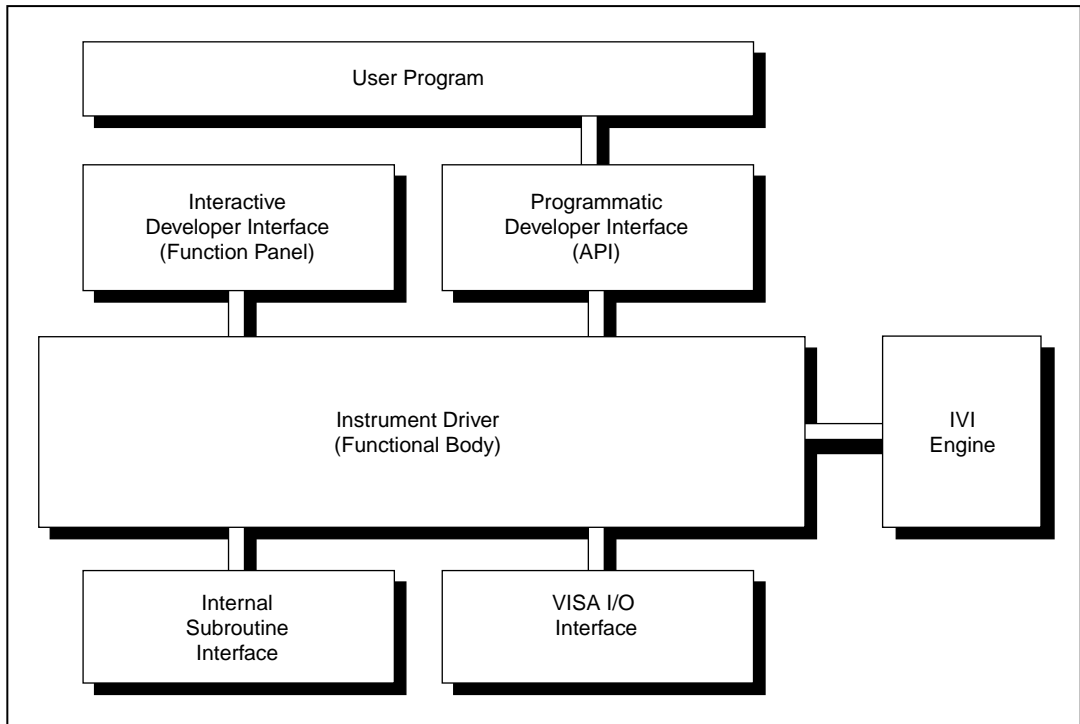 User Program
Interactive
Developer Interface
(Function Panel)
Programmatic
Developer Interface
(API)
Instrument Driver
(Functional Body)
IVI
Engine
Internal
Subroutine
Interface
VISA I/O
Interface